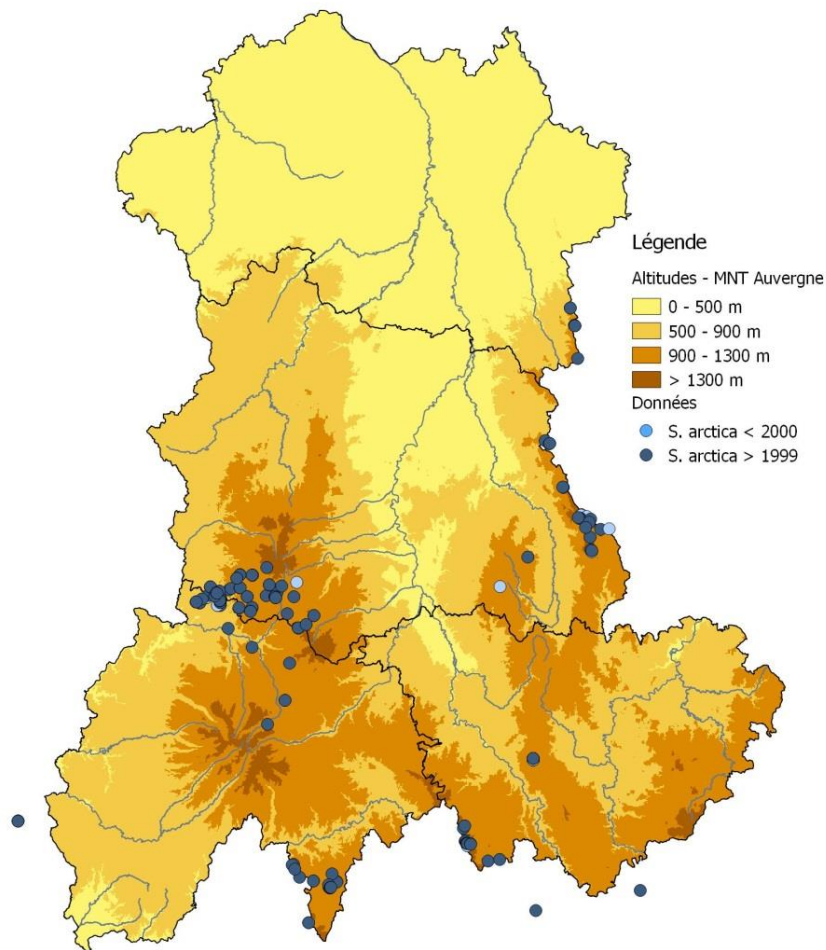 Légende
Altitudes - MNT Auvergne
0 - 500 m
500 - 900 m
900 - 1300 m
> 1300 m
Données
S. arctica < 2000
S. arctica > 1999